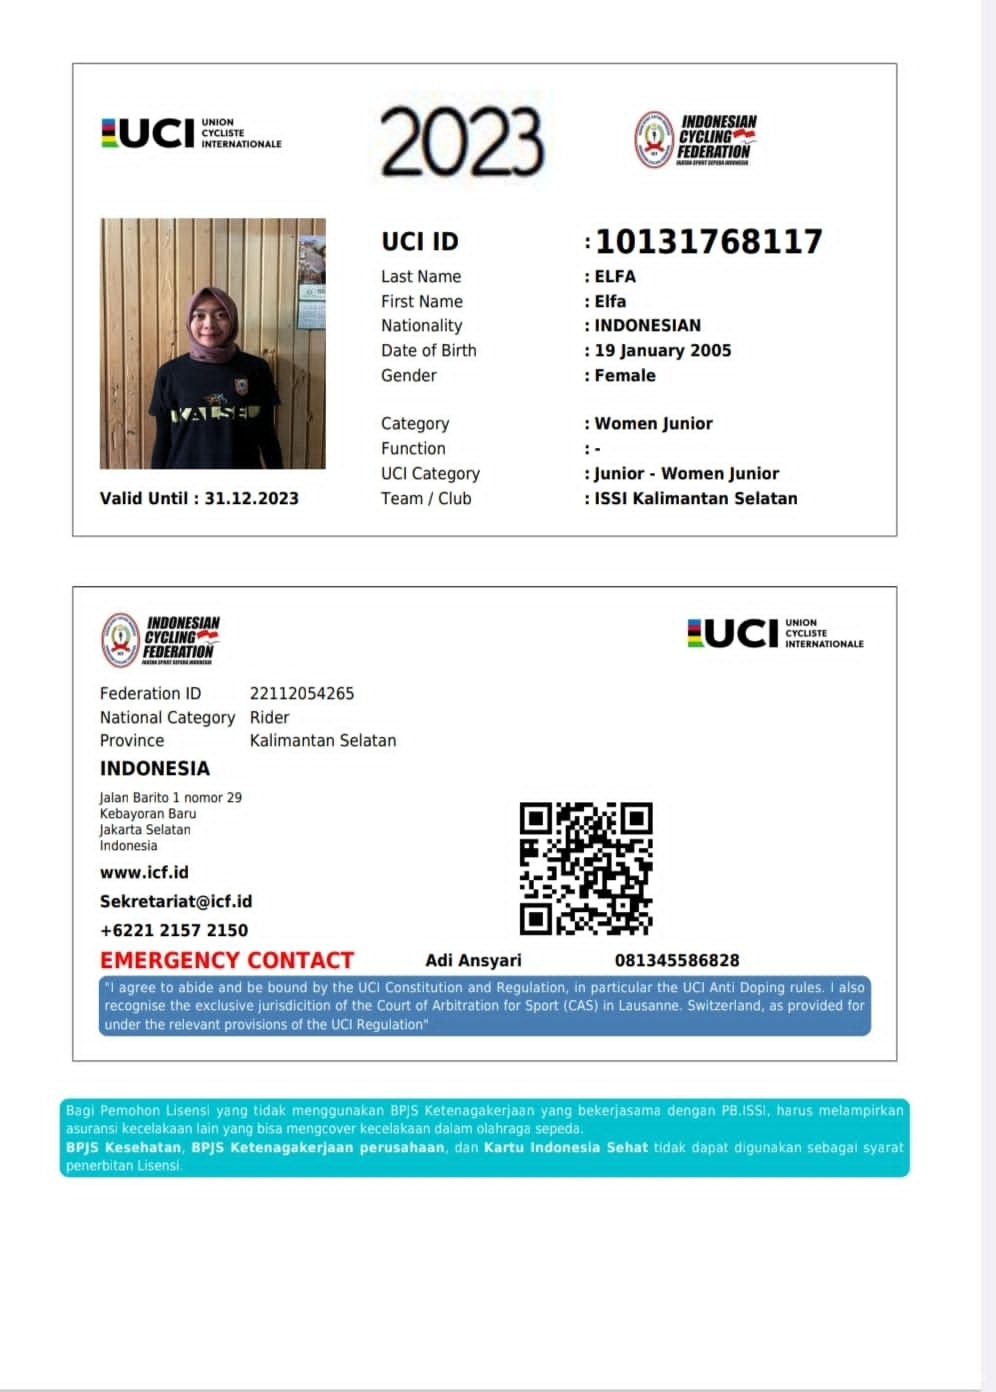 UCI UNION CYCLISTE INTERNATIONALE
2023
INDONESIAN CYCLING FEDERATION
IKATAN SPORT SEPEDA INDONESIA
KALSEL
UCI ID : 10131768117
Last Name : ELFA
First Name : Elfa
Nationality : INDONESIAN
Date of Birth : 19 January 2005
Gender : Female
Category : Women Junior
Function : -
UCI Category : Junior - Women Junior
Team / Club : ISSI Kalimantan Selatan
Valid Until : 31.12.2023
INDONESIAN CYCLING FEDERATION
IKATAN SPORT SEPEDA INDONESIA
UCI UNION CYCLISTE INTERNATIONALE
Federation ID 22112054265
National Category Rider
Province Kalimantan Selatan
INDONESIA
Jalan Barito 1 nomor 29
Kebayoran Baru
Jakarta Selatan
Indonesia
www.icf.id
Sekretariat@icf.id
+6221 2157 2150
EMERGENCY CONTACT Adi Ansyari 081345586828
"I agree to abide and be bound by the UCI Constitution and Regulation, in particular the UCI Anti Doping rules. I also
recognise the exclusive jurisdicition of the Court of Arbitration for Sport (CAS) in Lausanne. Switzerland, as provided for
under the relevant provisions of the UCI Regulation"
Bagi Pemohon Lisensi yang tidak menggunakan BPJS Ketenagakerjaan yang bekerjasama dengan PB.ISSI, harus melampirkan
asuransi kecelakaan lain yang bisa mengcover kecelakaan dalam olahraga sepeda.
BPJS Kesehatan, BPJS Ketenagakerjaan perusahaan, dan Kartu Indonesia Sehat tidak dapat digunakan sebagai syarat
penerbitan Lisensi.